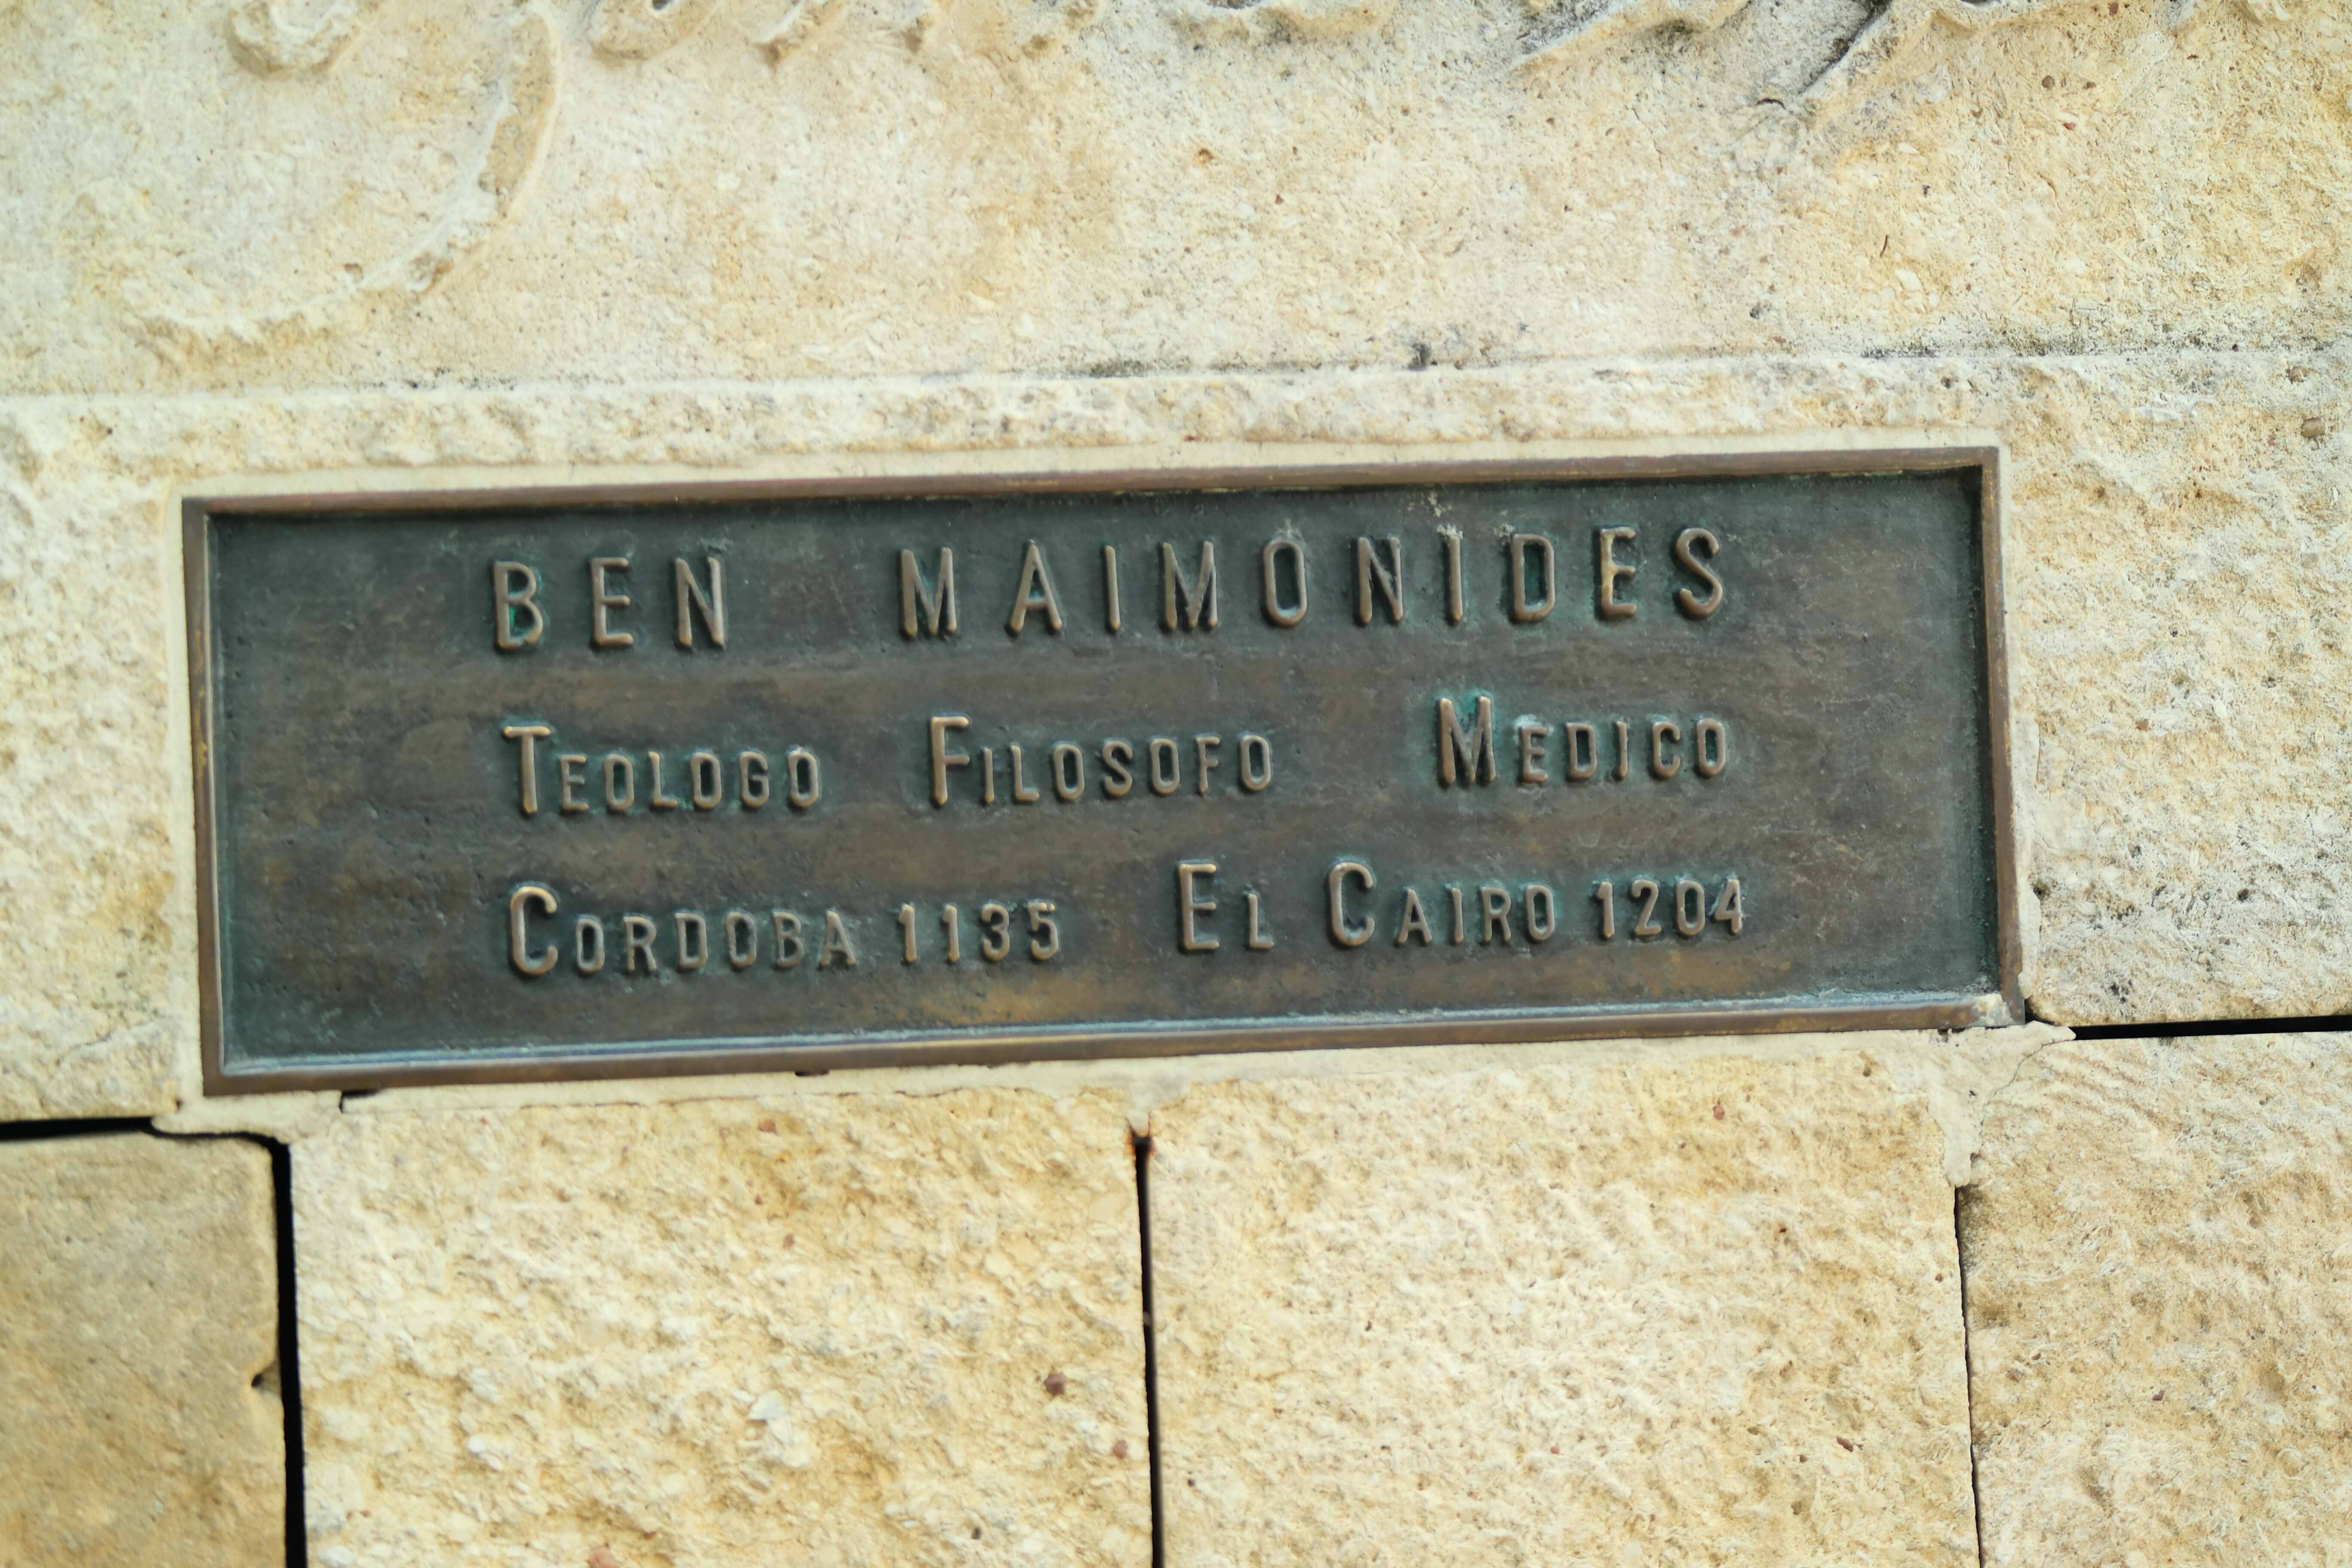 BEN MAIMONIDES
TEOLOGO FILOSOFO MEDICO
CORDOBA 1135 EL CAIRO 1204